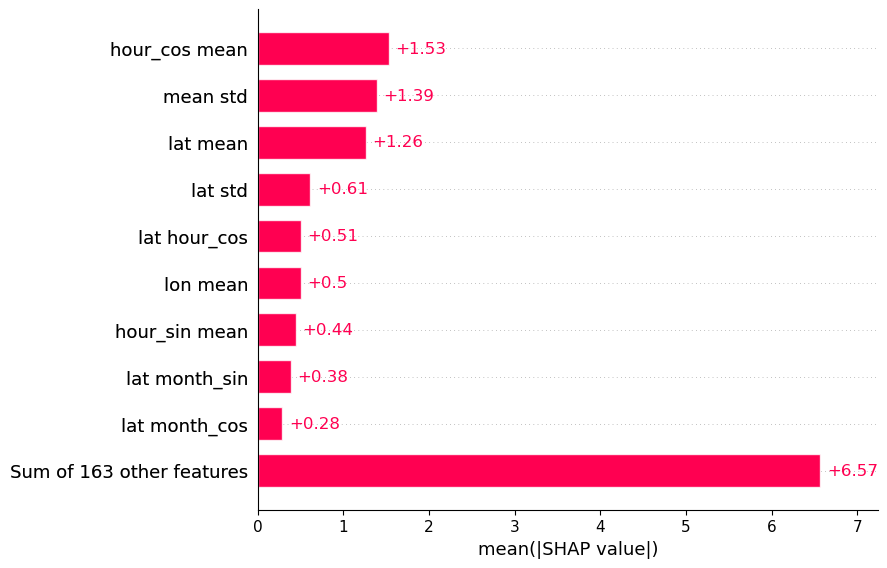 hour_cos mean +1.53
mean std +1.39
lat mean +1.26
lat std +0.61
lat hour_cos +0.51
lon mean +0.5
hour_sin mean +0.44
lat month_sin +0.38
lat month_cos +0.28
Sum of 163 other features +6.57
0 1 2 3 4 5 6 7
mean(|SHAP value|)